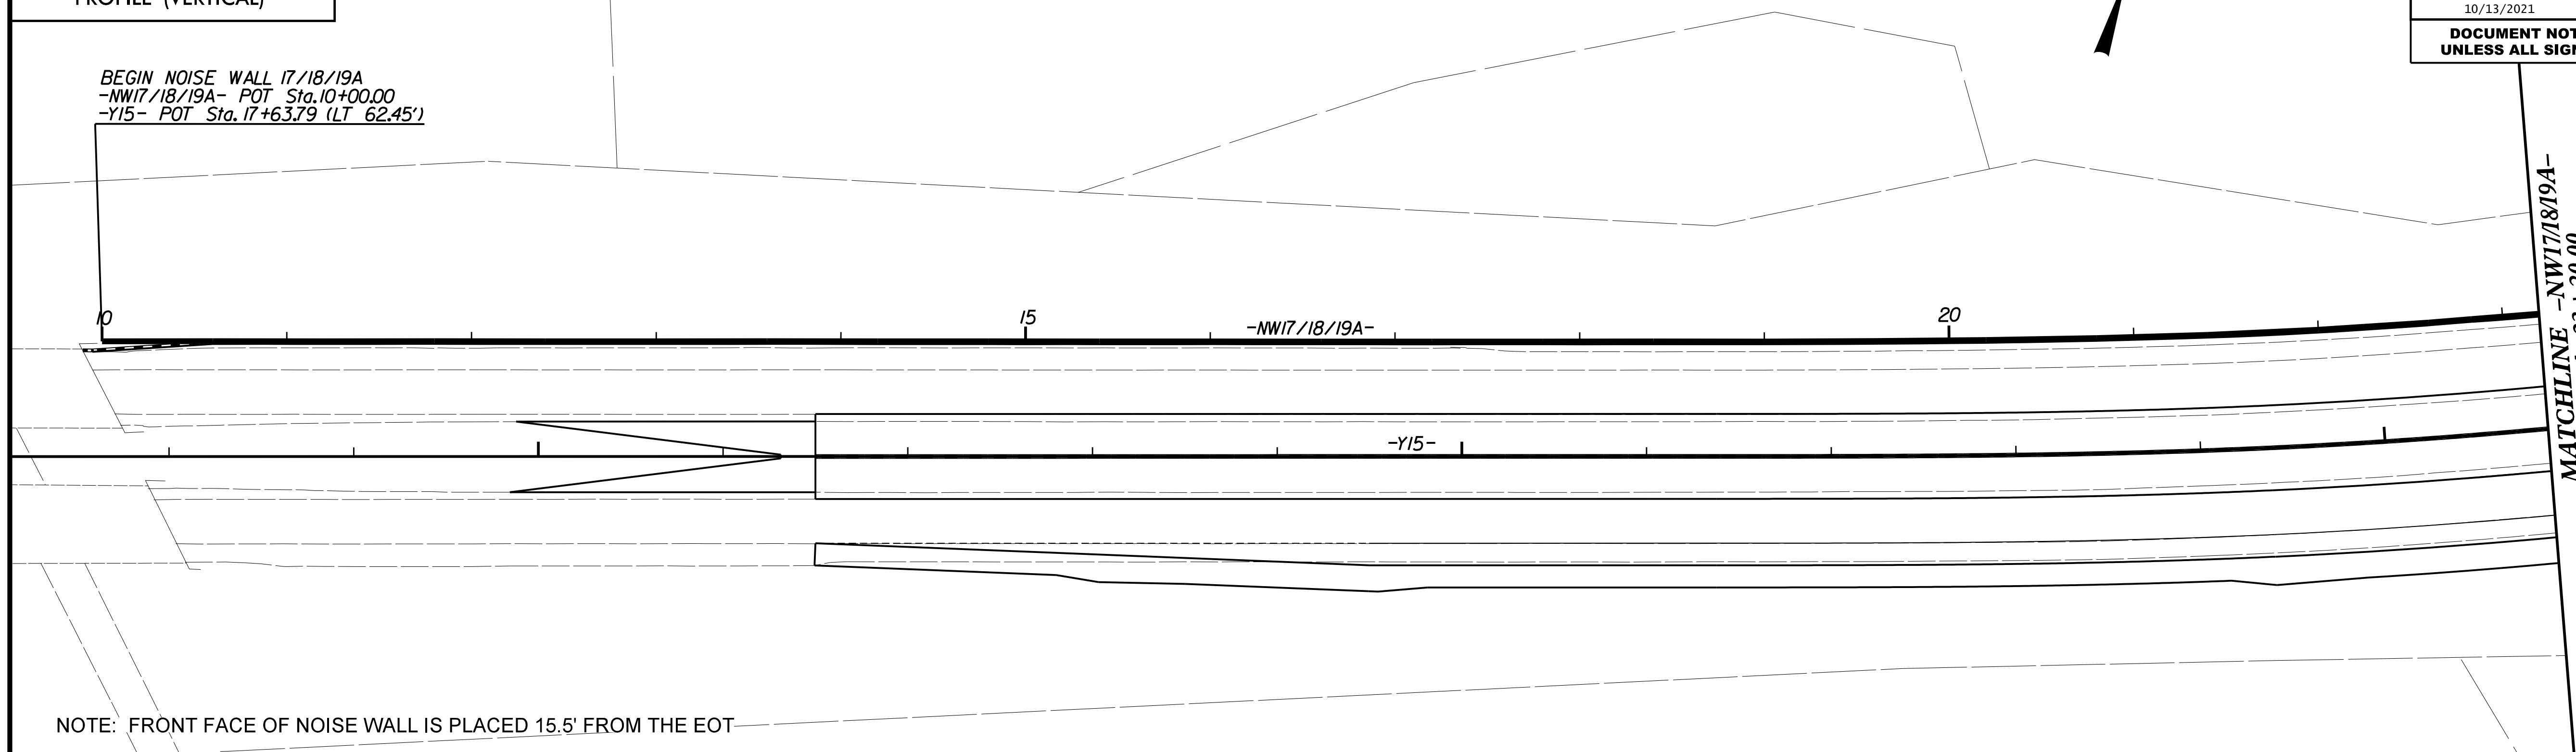 PROFILE (VERTICAL)
10/13/2021
DOCUMENT NOT
UNLESS ALL SIGN
BEGIN NOISE WALL 17/18/19A
-NW17/18/19A- POT Sta.10+00.00
-Y15- POT Sta. 17+63.79 (LT 62.45')
10
15
-NW17/18/19A-
20
-Y15-
MATCHLINE -NW17/18/19A-
NOTE: FRONT FACE OF NOISE WALL IS PLACED 15.5' FROM THE EOT